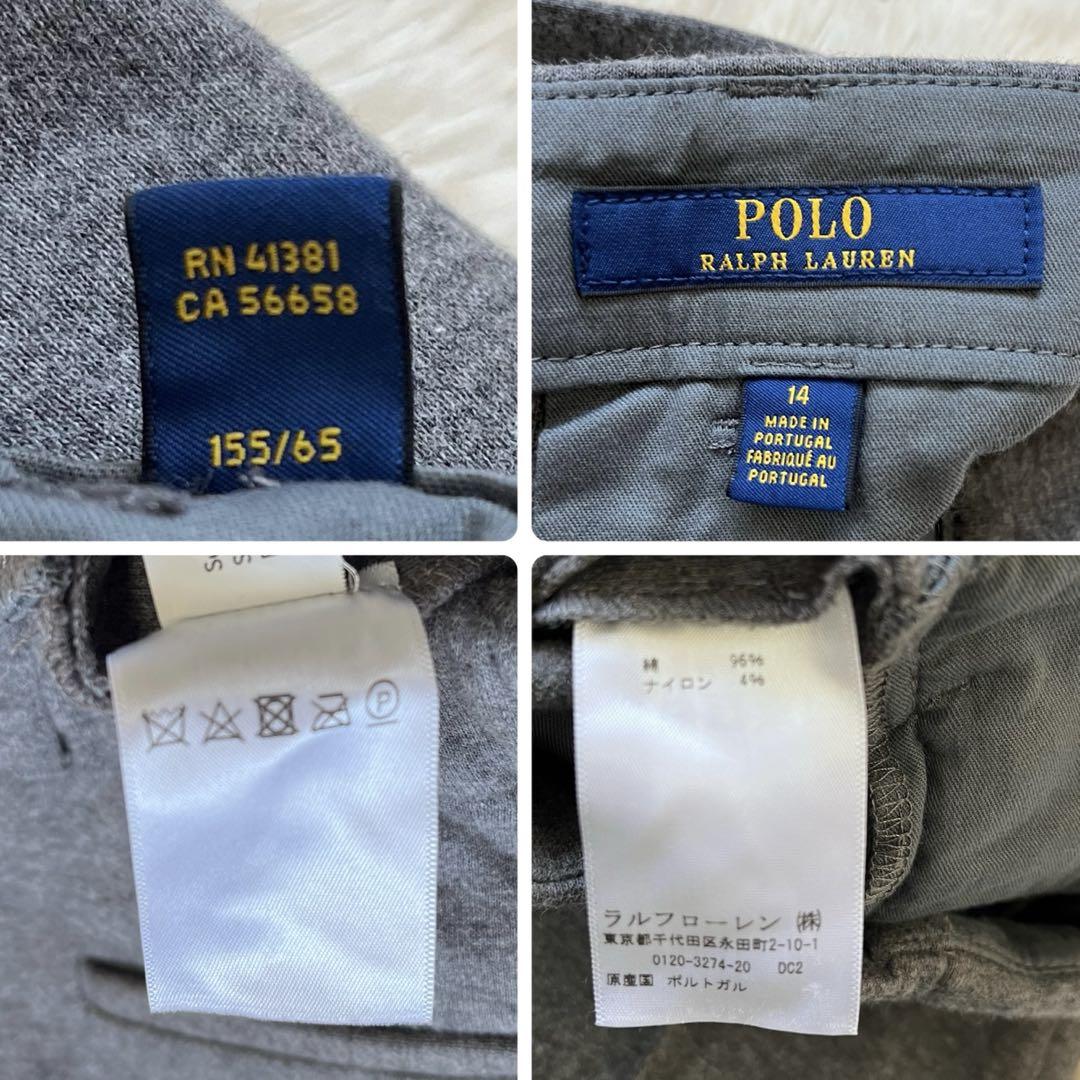 RN 41381
CA 56658
155/65
POLO
RALPH LAUREN
14
MADE IN
PORTUGAL
FABRIQUÉ AU
PORTUGAL
P
綿 96%
ナイロン 4%
ラルフローレン ㈱
東京都千代田区永田町2-10-1
0120-3274-20 DC2
原産国 ポルトガル